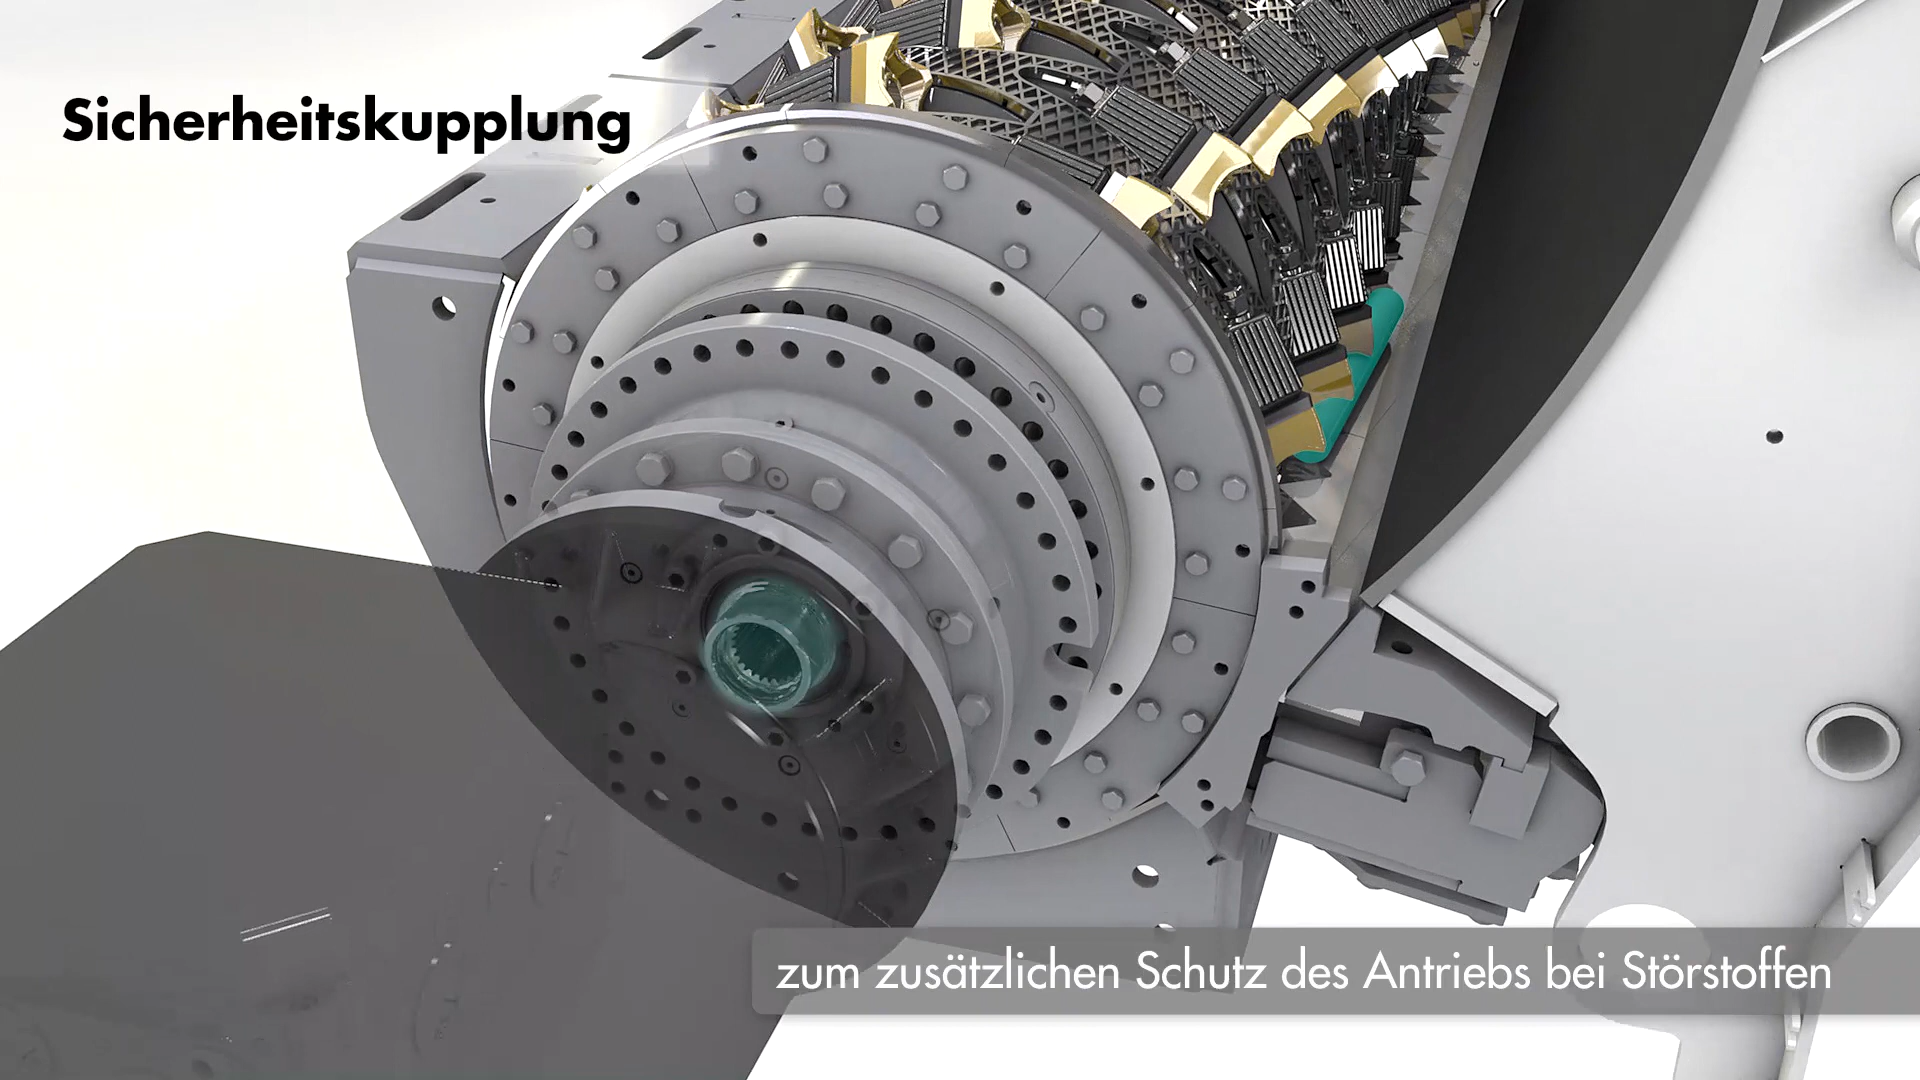 Sicherheitskupplung
zum zusätzlichen Schutz des Antriebs bei Störstoffen